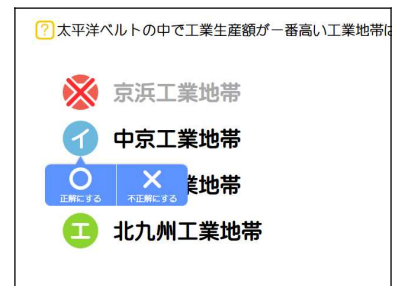 ?太平洋ベルトの中で工業生産額が一番高い工業地帯
京浜工業地帯
イ 中京工業地帯
正解にする 不正解にする
業地帯
エ 北九州工業地帯